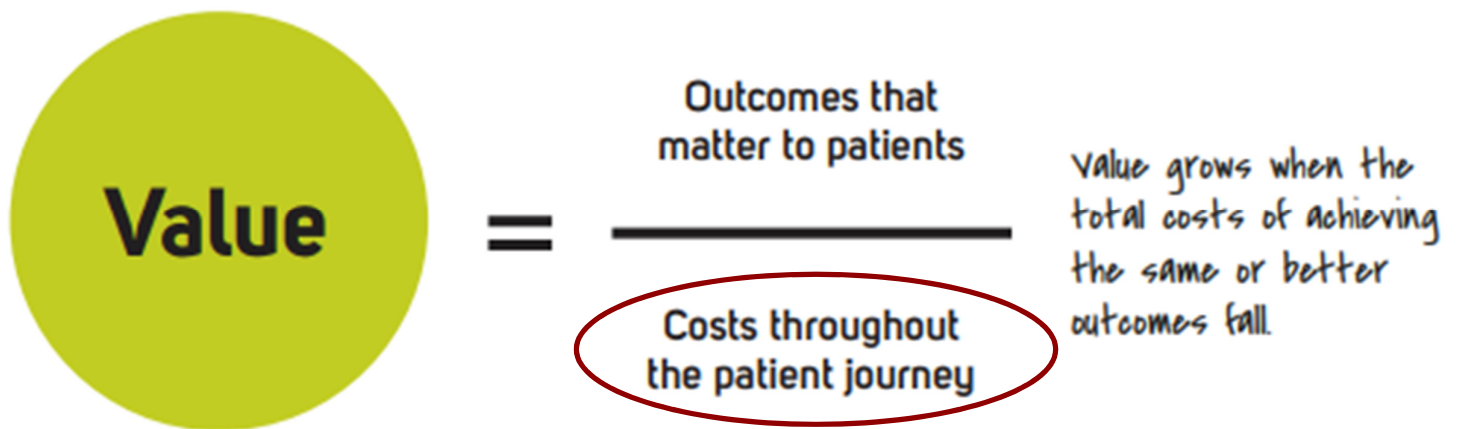 Value
=
Outcomes that
matter to patients
Costs throughout
the patient journey
Value grows when the
total costs of achieving
the same or better
outcomes fall.